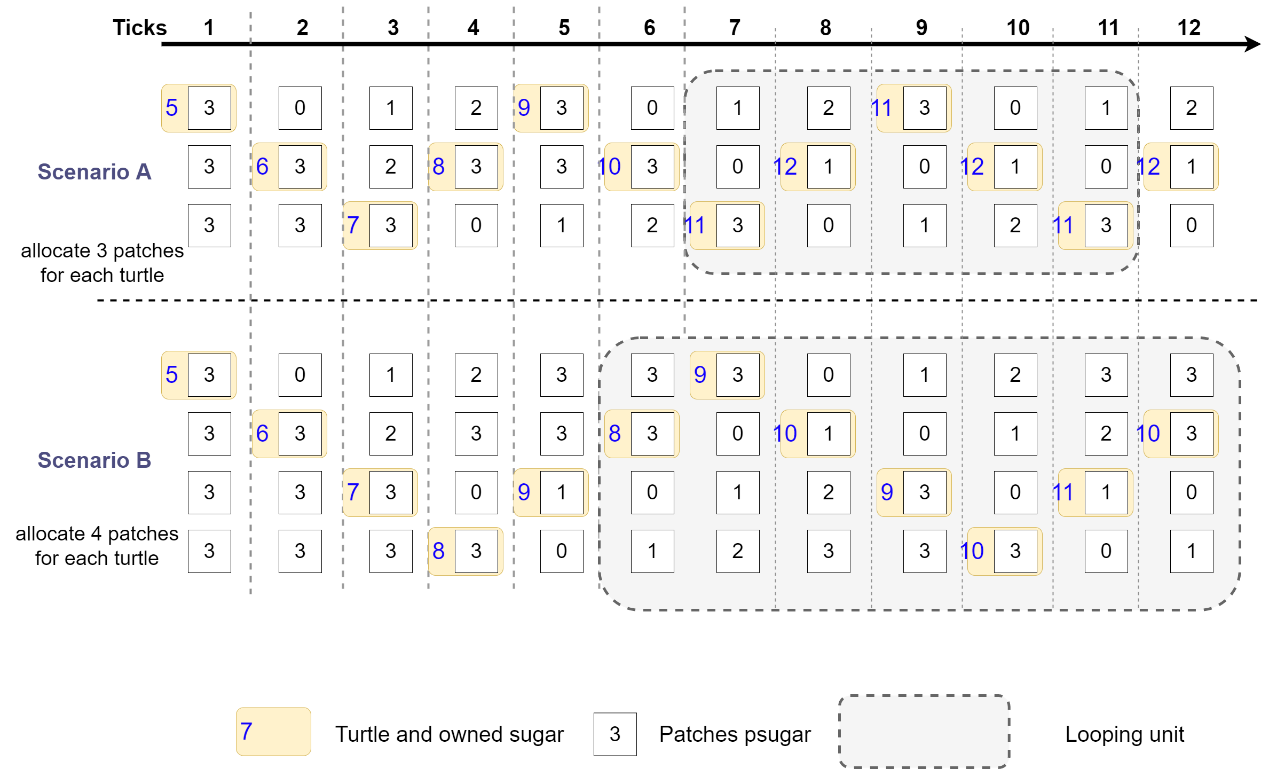 Ticks 1 2 3 4 5 6 7 8 9 10 11 12
5 3 0 1 2 9 3 0 1 2 11 3 0 1 2
Scenario A 3 6 3 2 8 3 3 10 3 0 12 1 0 12 1 0 12 1
3 3 7 3 0 1 2 11 3 0 1 2 11 3 0
allocate 3 patches
for each turtle
5 3 0 1 2 3 3 9 3 0 1 2 3 3
3 6 3 2 3 3 8 3 0 10 1 0 1 2 10 3
Scenario B
3 3 7 3 0 9 1 0 1 2 9 3 0 11 1 0
allocate 4 patches
3 3 3 8 3 0 1 2 3 3 10 3 0 1
for each turtle
7 Turtle and owned sugar 3 Patches psugar Looping unit